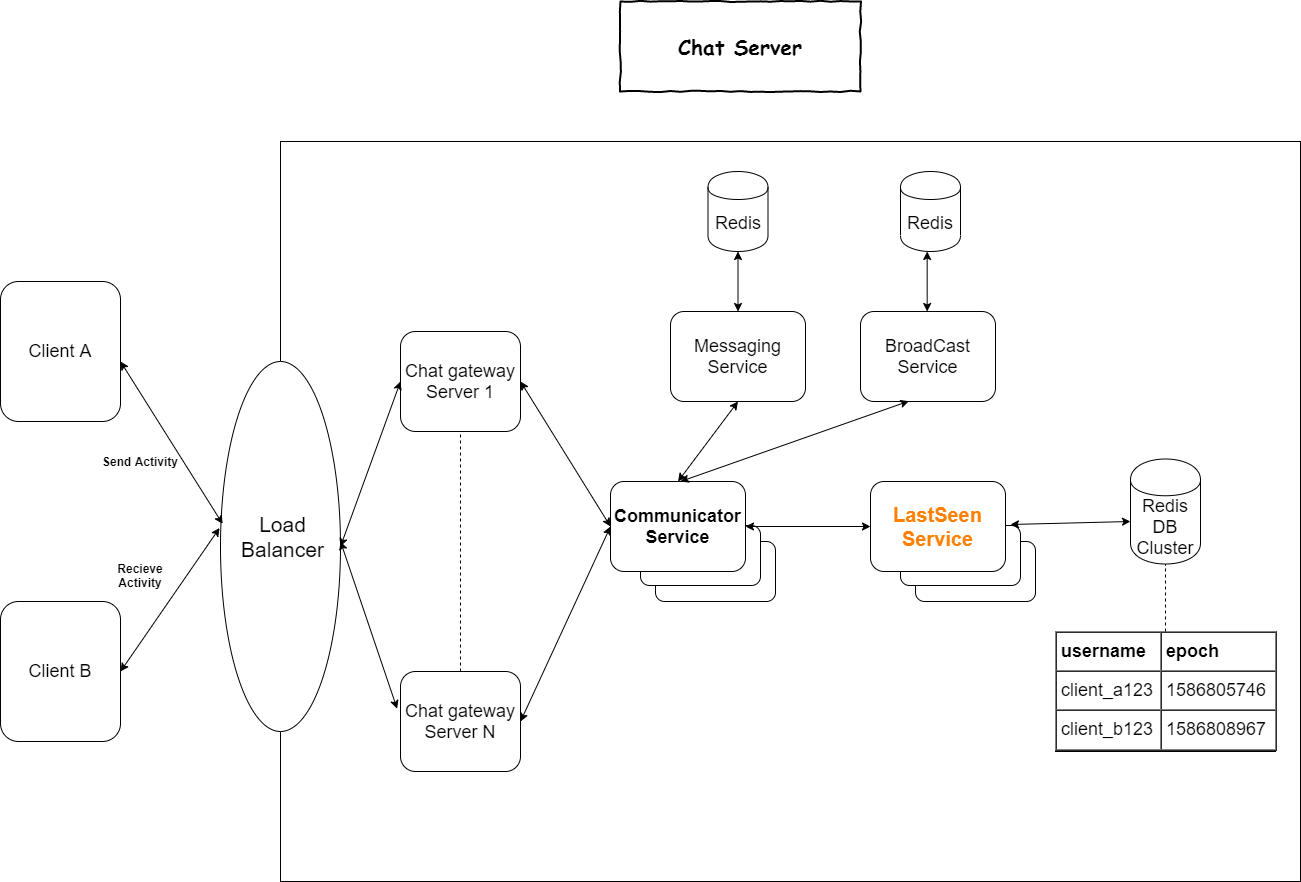 Chat Server
Redis
Redis
Messaging
Service
BroadCast
Service
Client A
Chat gateway
Server 1
Send Activity
Load
Balancer
Communicator
Service
LastSeen
Service
Redis
DB
Cluster
Recieve
Activity
Client B
Chat gateway
Server N
username epoch
client_a123 1586805746
client_b123 1586808967